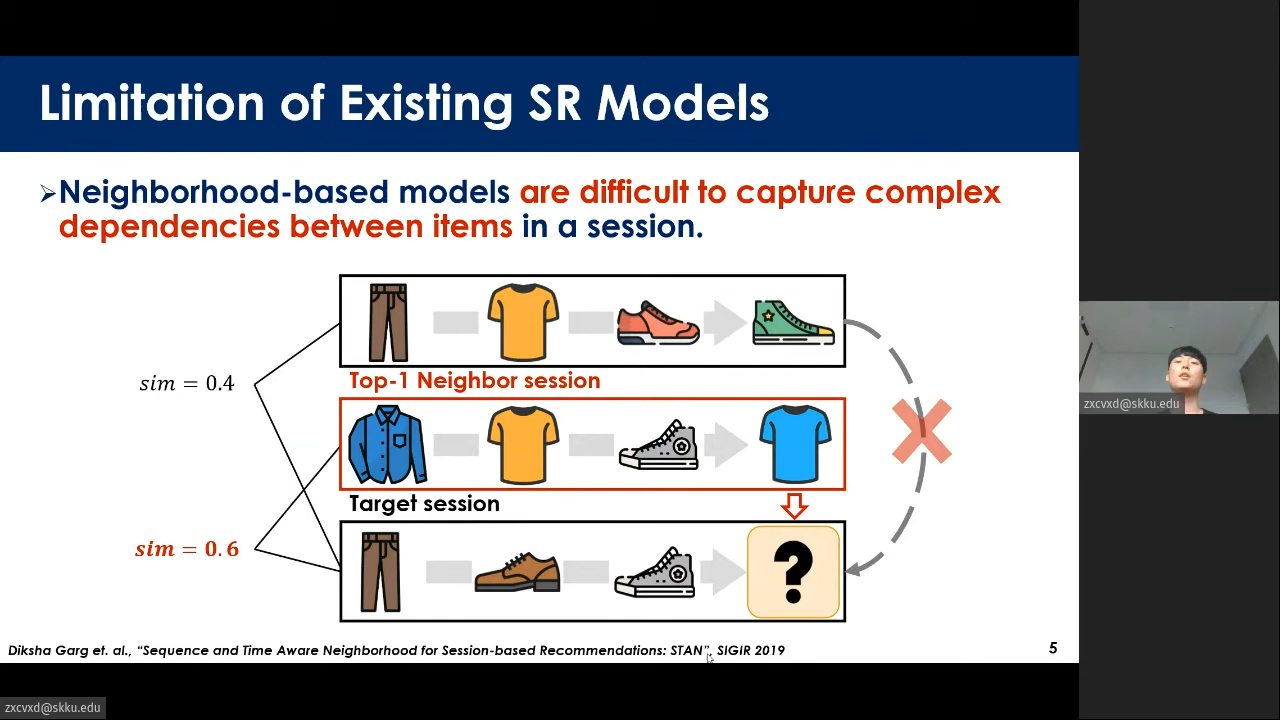 Limitation of Existing SR Models
➢Neighborhood-based models are difficult to capture complex
dependencies between items in a session.
sim = 0.4
Top-1 Neighbor session
zxcvxd@skku.edu
Target session
sim = 0.6
?
Diksha Garg et. al., “Sequence and Time Aware Neighborhood for Session-based Recommendations: STAN”, SIGIR 2019
5
zxcvxd@skku.edu